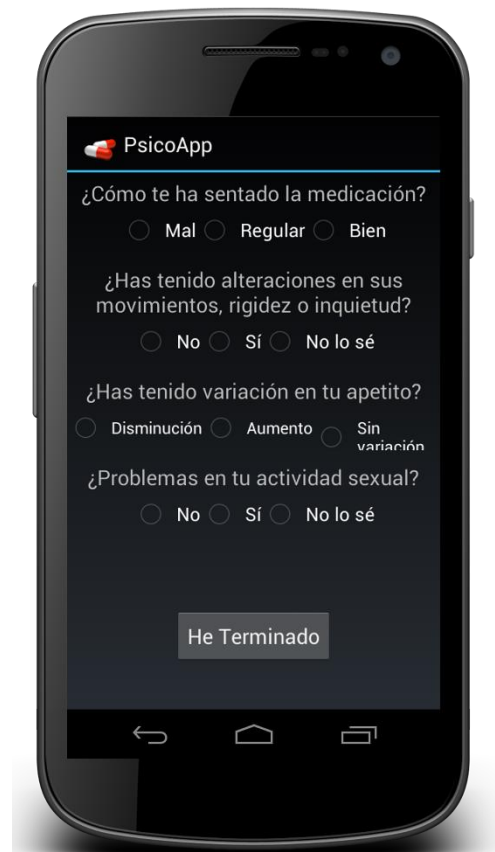 PsicoApp
¿Cómo te ha sentado la medicación?
Mal Regular Bien
¿Has tenido alteraciones en sus
movimientos, rigidez o inquietud?
No Sí No lo sé
¿Has tenido variación en tu apetito?
Disminución Aumento Sin
variación
¿Problemas en tu actividad sexual?
No Sí No lo sé
He Terminado